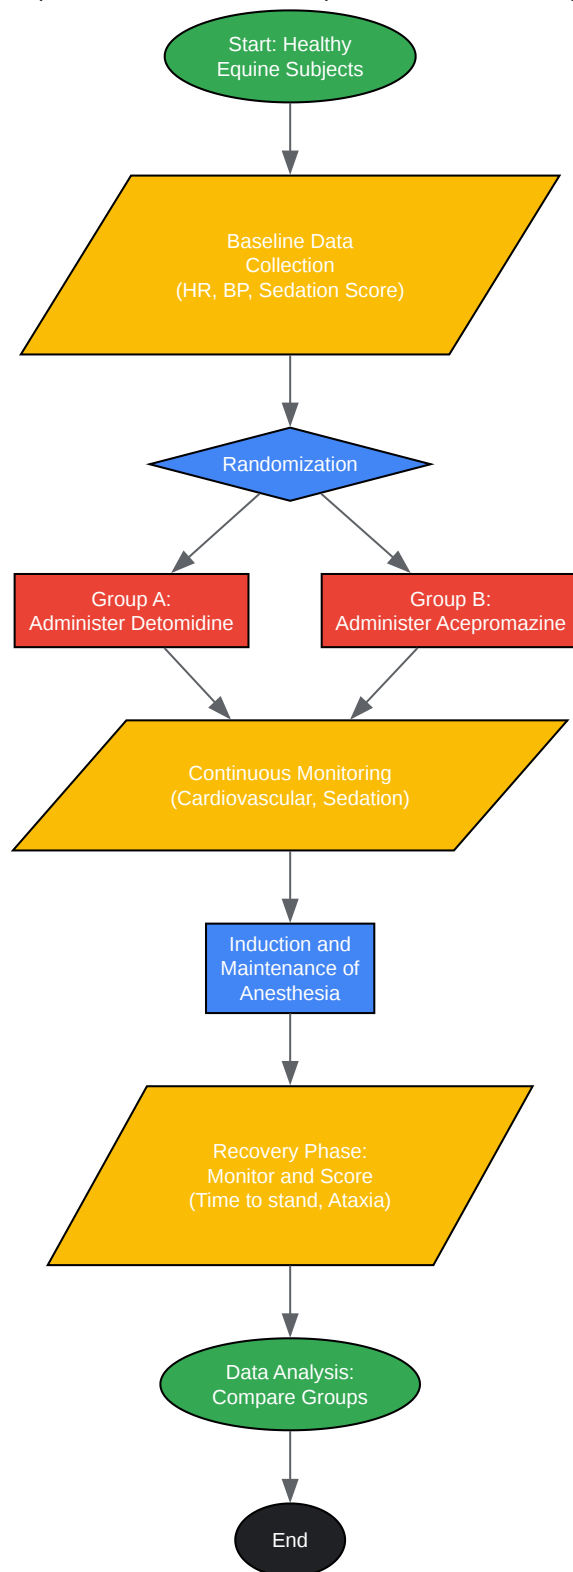 Start: Healthy
Equine Subjects
Baseline Data
Collection
(HR, BP, Sedation Score)
Randomization
Group A:
Administer Detomidine
Group B:
Administer Acepromazine
Continuous Monitoring
(Cardiovascular, Sedation)
Induction and
Maintenance of
Anesthesia
Recovery Phase:
Monitor and Score
(Time to stand, Ataxia)
Data Analysis:
Compare Groups
End